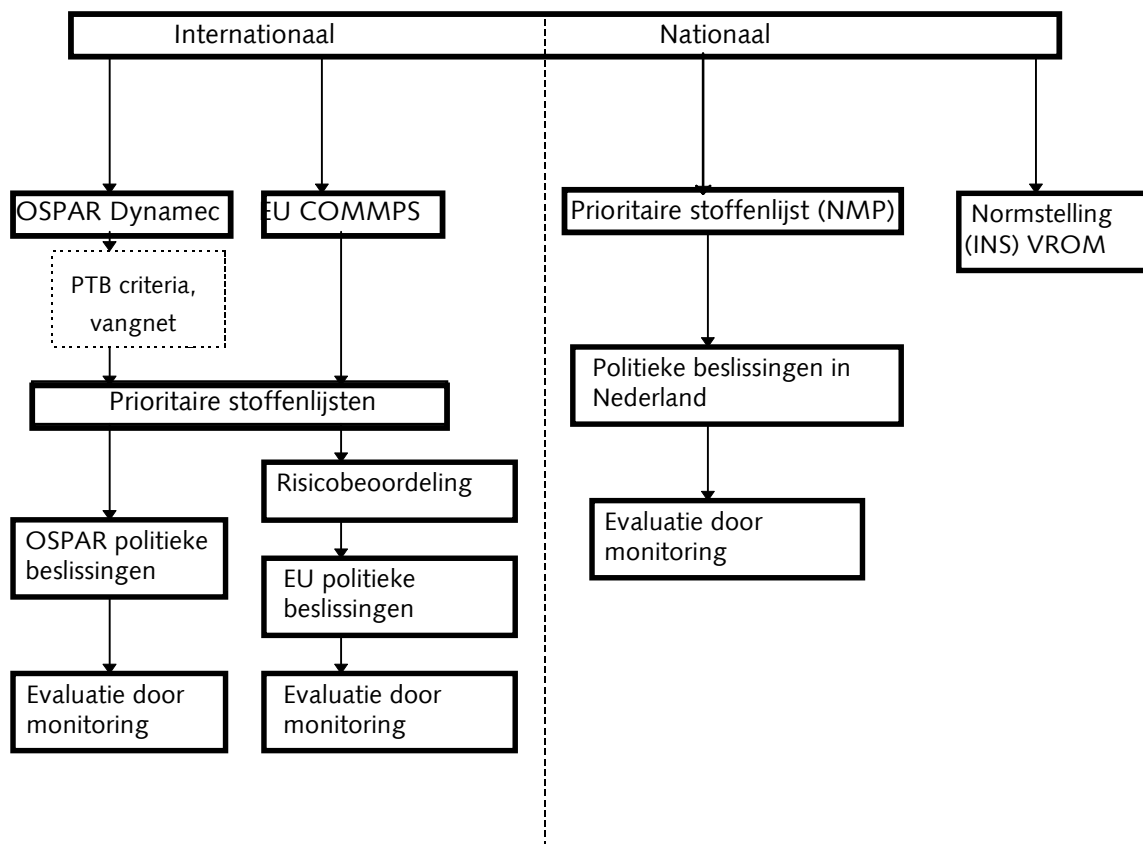 Internationaal
Nationaal
OSPAR Dynamec
EU COMMPS
Prioritaire stoffenlijst (NMP)
Normstelling
(INS) VROM
PTB criteria,
vangnet
Prioritaire stoffenlijsten
Politieke beslissingen in
Nederland
Risicobeoordeling
OSPAR politieke
beslissingen
Evaluatie door
monitoring
EU politieke
beslissingen
Evaluatie door
monitoring
Evaluatie door
monitoring